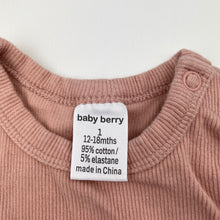 baby berry
1
12-18mths
95% cotton /
5% elastane
made in China